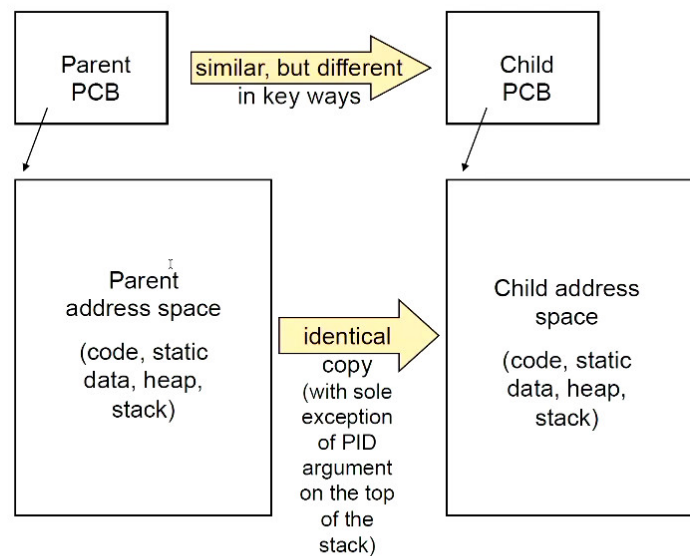 Parent
PCB
similar, but different
in key ways
Child
PCB
Parent
address space
(code, static
data, heap,
stack)
identical
copy
(with sole
exception
of PID
argument
on the top
of the
stack)
Child address
space
(code, static
data, heap,
stack)